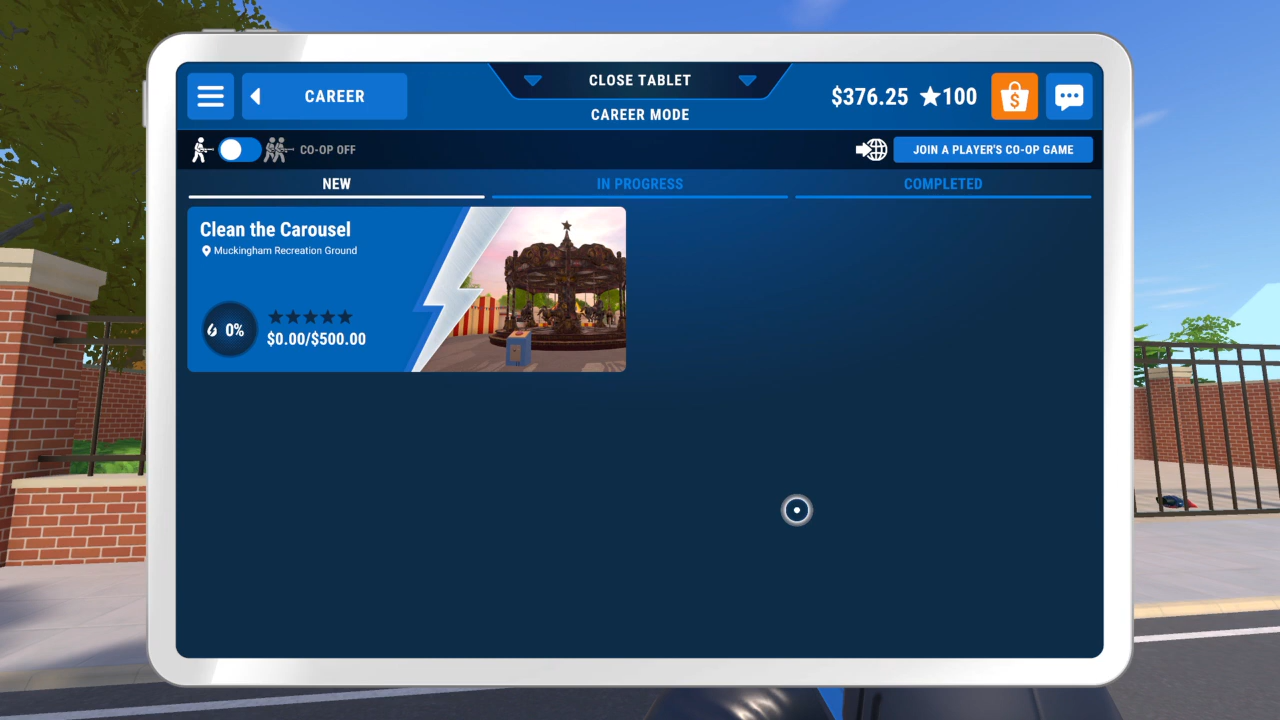 CLOSE TABLET
CAREER
$376.25 ★100
CAREER MODE
CO-OP OFF
JOIN A PLAYER'S CO-OP GAME
NEW
IN PROGRESS
COMPLETED
Clean the Carousel
Muckingham Recreation Ground
0%
$0.00/$500.00